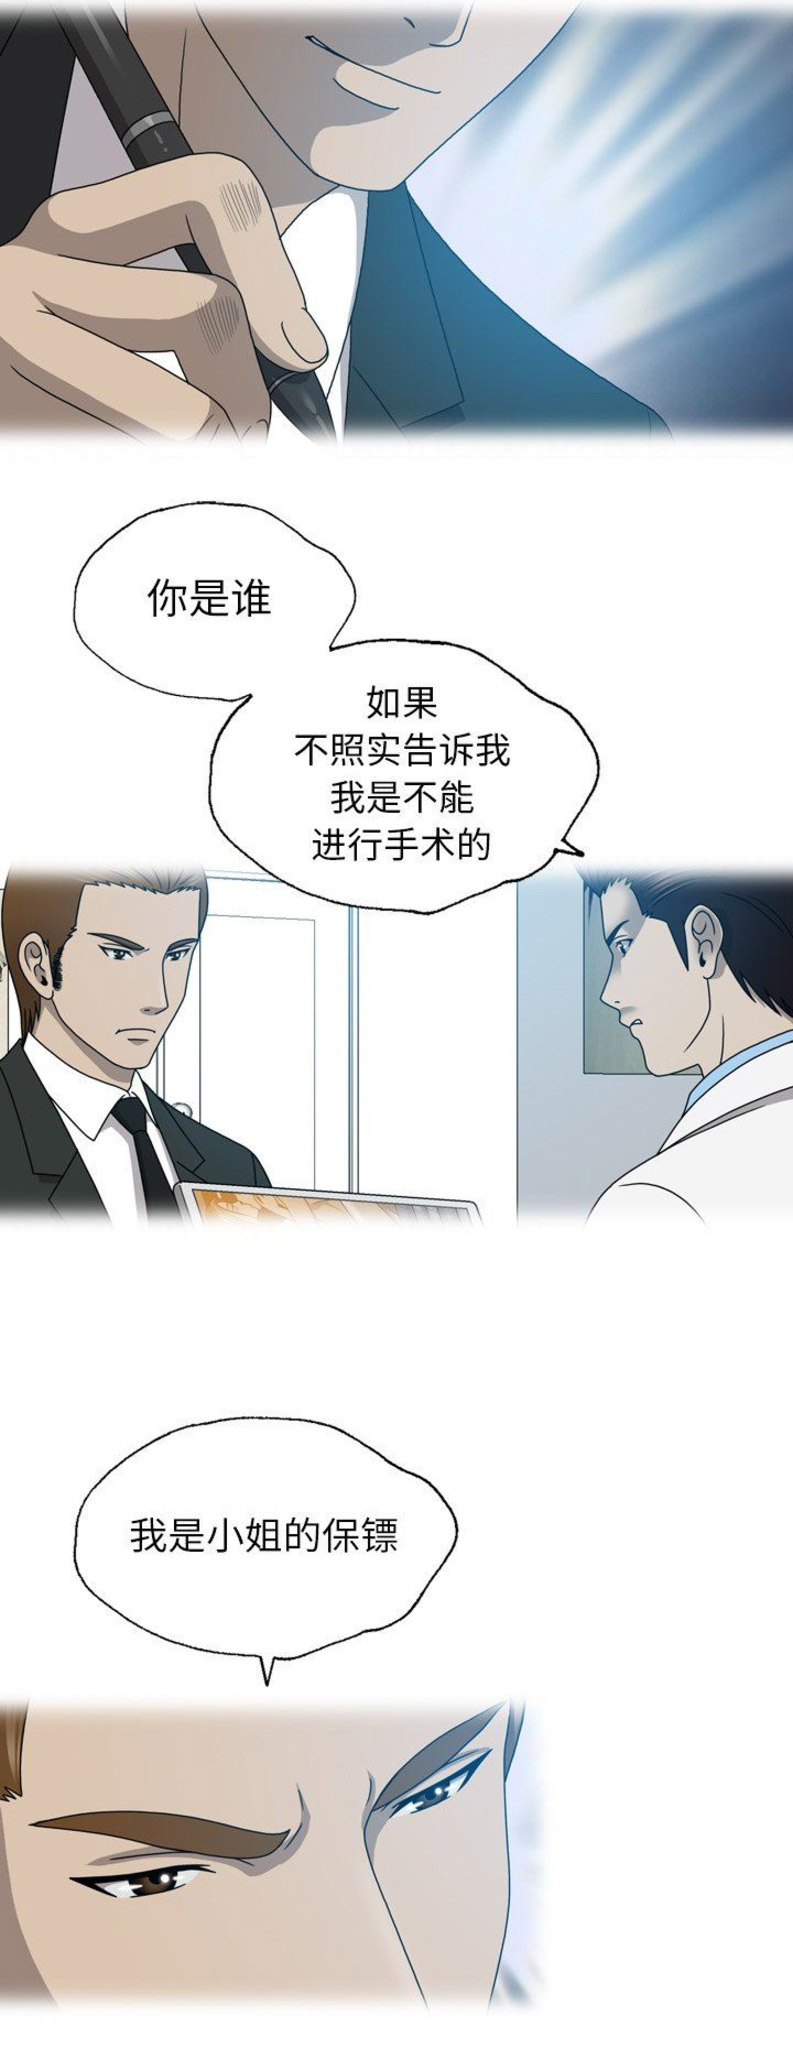 你是谁
如果
不照实告诉我
我是不能
进行手术的
我是小姐的保镖